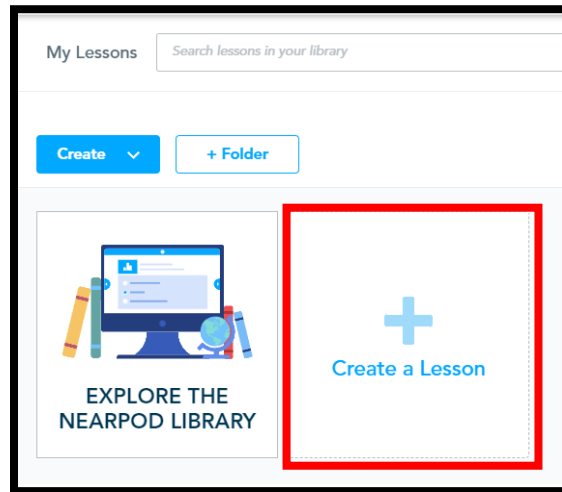 My Lessons
Search lessons in your library
Create
+ Folder
EXPLORE THE
NEARPOD LIBRARY
Create a Lesson